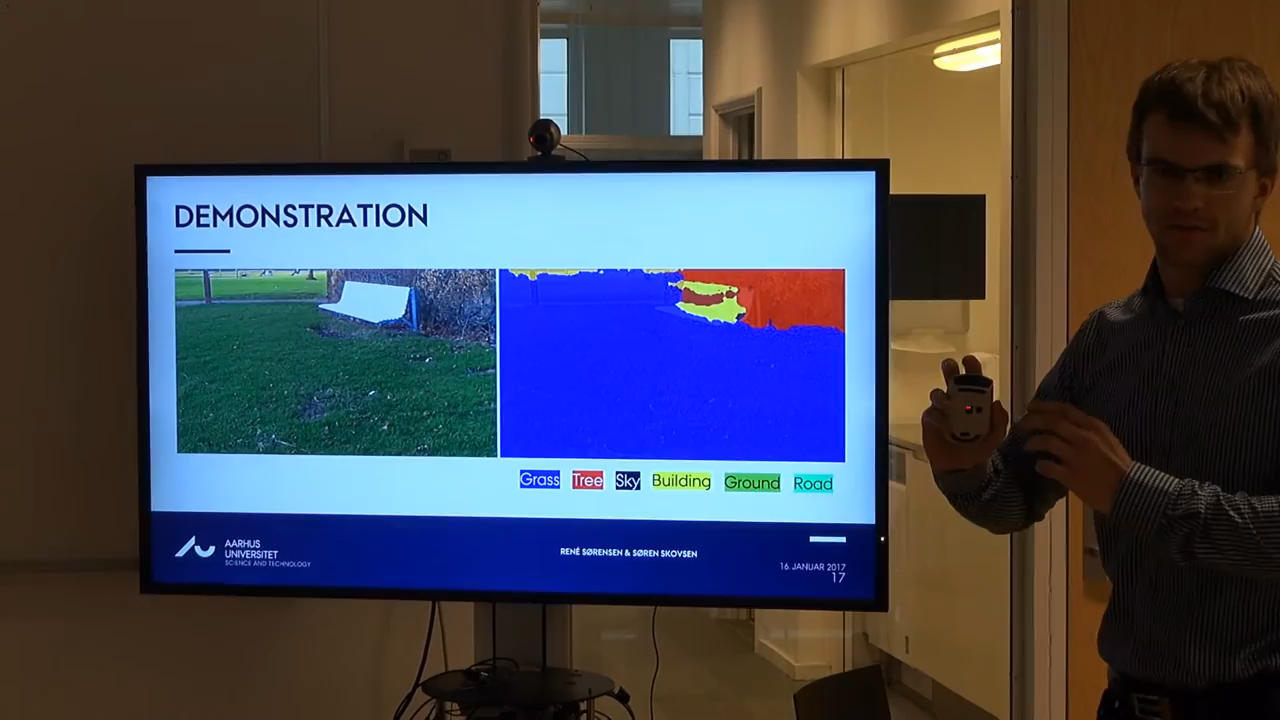 DEMONSTRATION
Grass Tree Sky Building Ground Road
AARHUS
UNIVERSITET
SCIENCE AND TECHNOLOGY
RENÉ SØRENSEN & SØREN SKOVSEN
16. JANUAR 2017
17